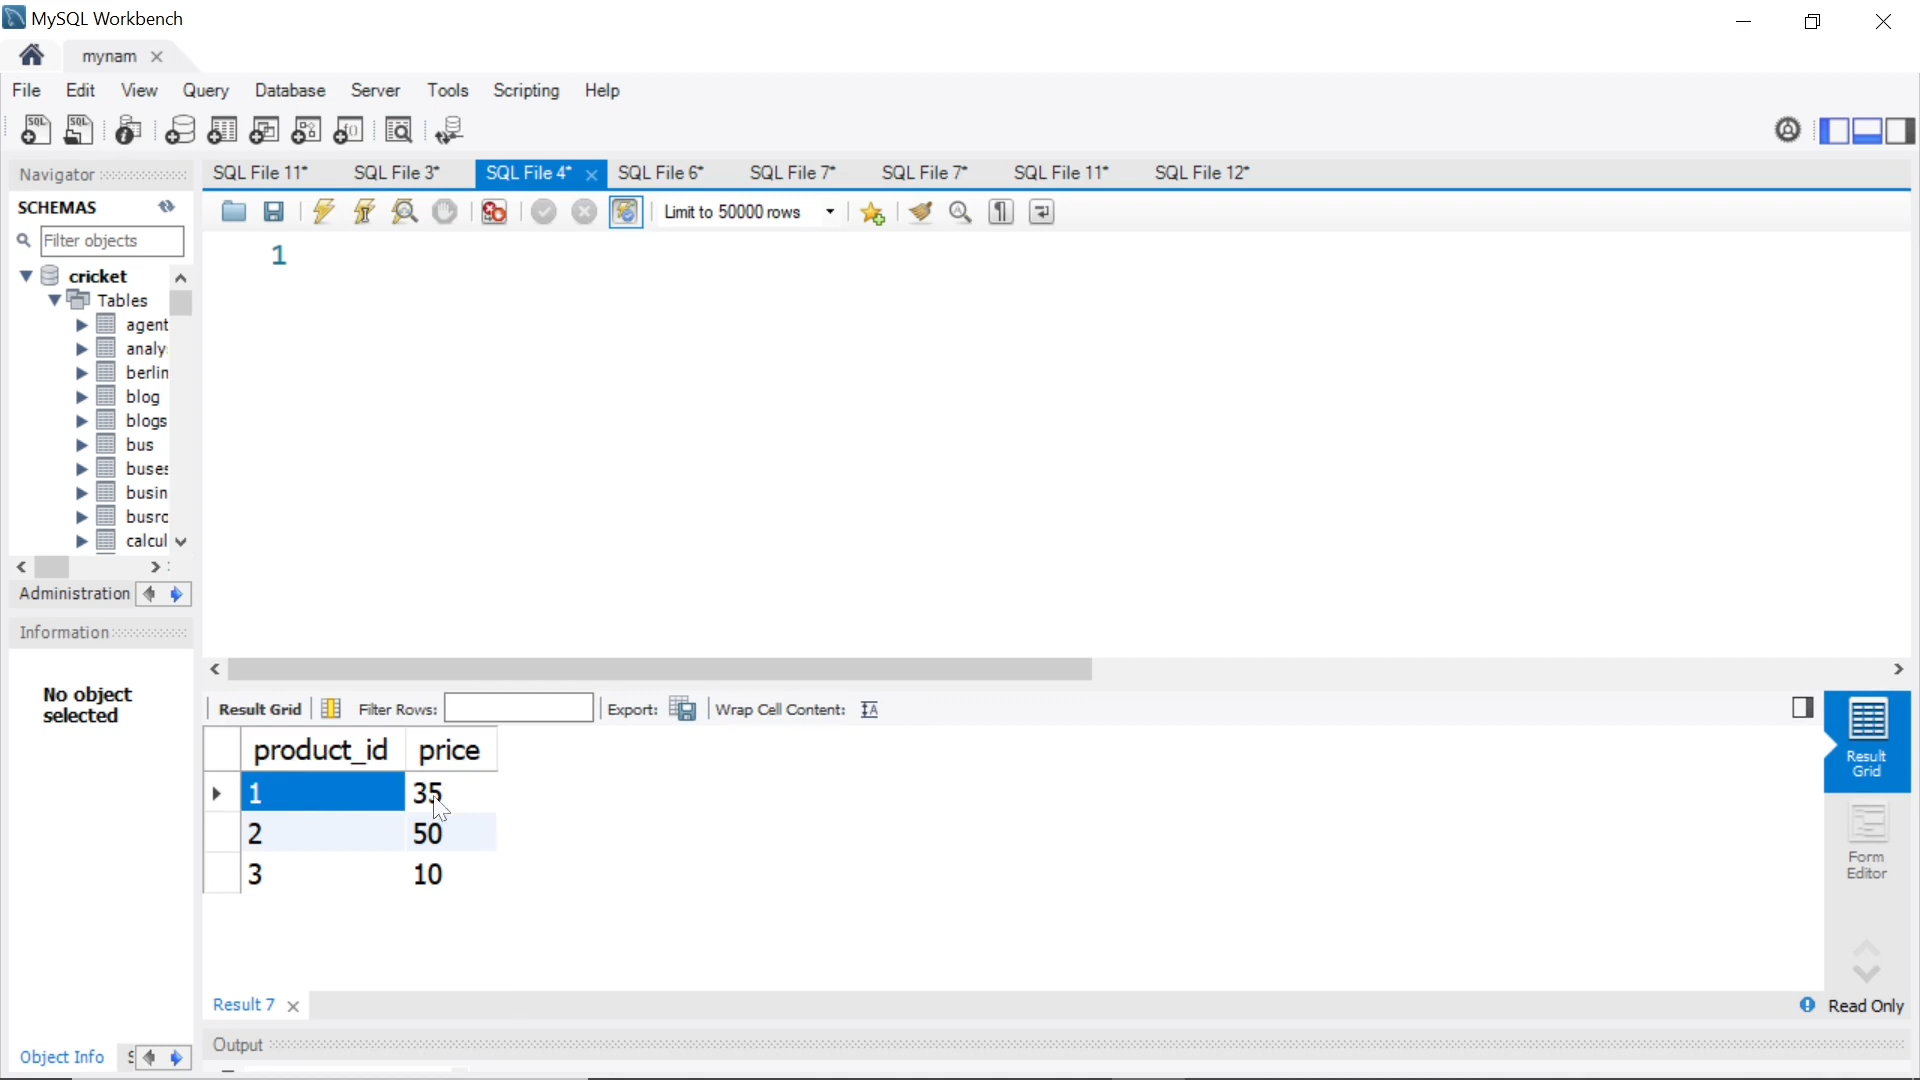 MySQL Workbench
mynam
File Edit View Query Database Server Tools Scripting Help
Navigator
SCHEMAS
Filter objects
cricket
Tables
agent
analy
berlin
blog
blogs
bus
buses
busin
busro
calcul
Administration
Information
No object
selected
Object Info S
SQL File 11* SQL File 3* SQL File 4* SQL File 6* SQL File 7* SQL File 7* SQL File 11* SQL File 12*
Limit to 50000 rows
1
Result Grid Filter Rows: Export: Wrap Cell Content:
product_id price
1 35
2 50
3 10
Result
Grid
Form
Editor
Result 7
Read Only
Output